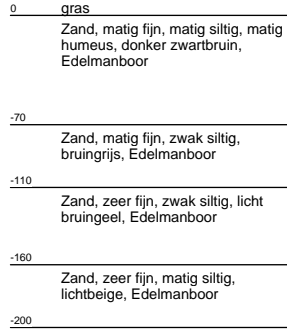 0 gras
Zand, matig fijn, matig siltig, matig
humeus, donker zwartbruin,
Edelmanboor
-70
Zand, matig fijn, zwak siltig,
bruingrijs, Edelmanboor
-110
Zand, zeer fijn, zwak siltig, licht
bruingeel, Edelmanboor
-160
Zand, zeer fijn, matig siltig,
lichtbeige, Edelmanboor
-200